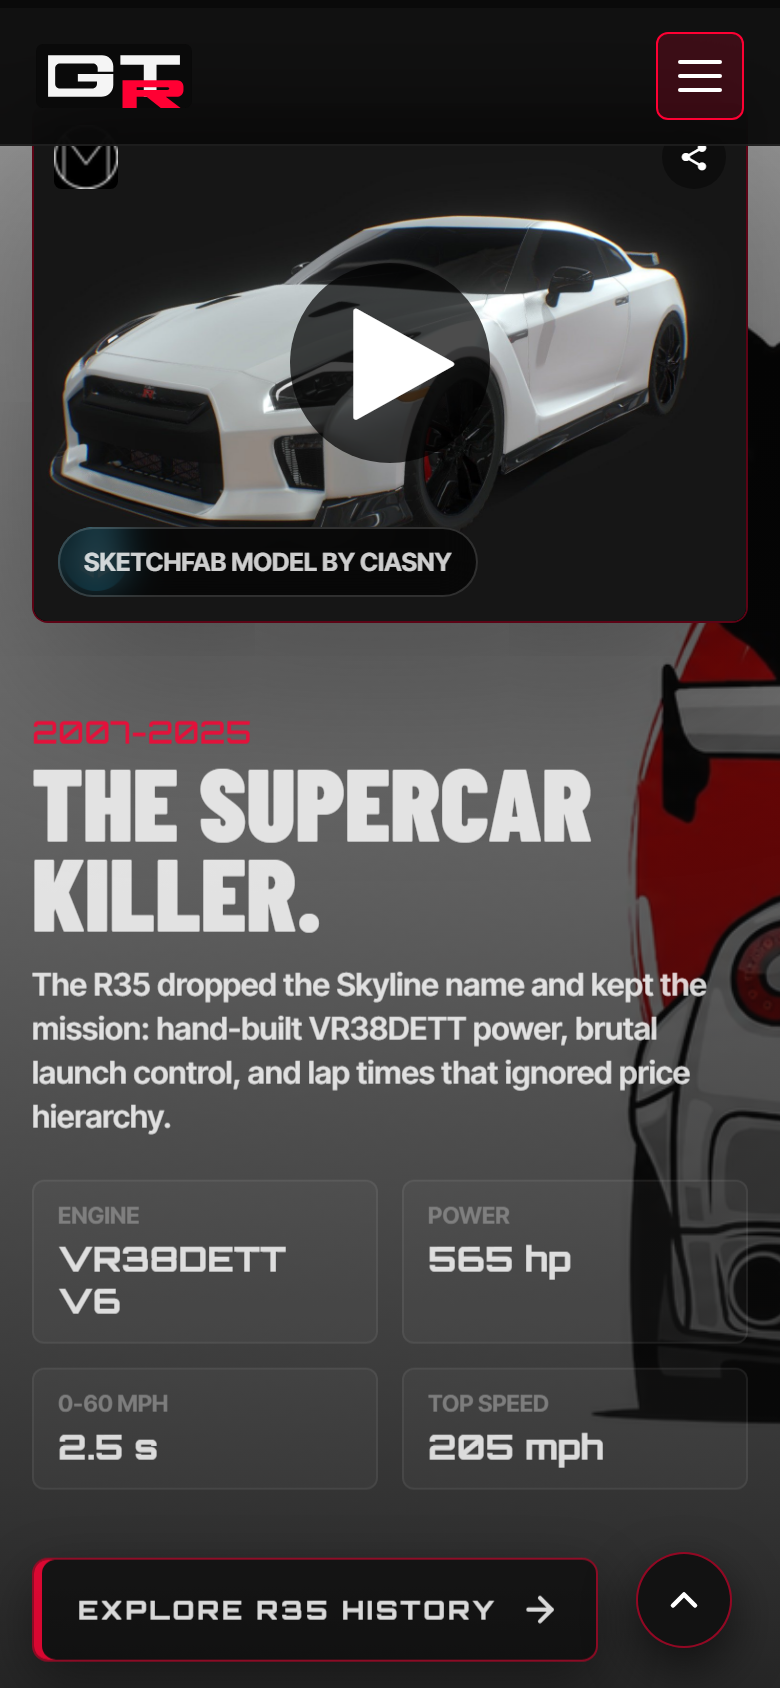 GTR
SKETCHFAB MODEL BY CIASNY
2007-2025
THE SUPERCAR
KILLER.
The R35 dropped the Skyline name and kept the
mission: hand-built VR38DETT power, brutal
launch control, and lap times that ignored price
hierarchy.
ENGINE
VR38DETT
V6
POWER
565 hp
0-60 MPH
2.5 s
TOP SPEED
205 mph
EXPLORE R35 HISTORY